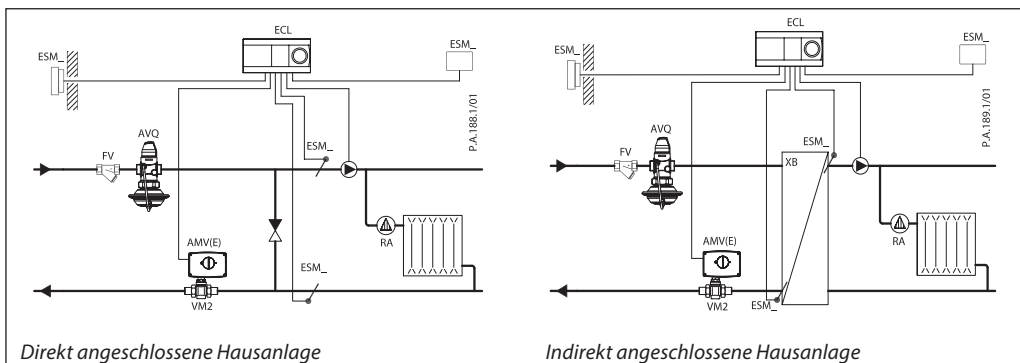 ECL
ESM_
ESM_
P.A.188.1/01
AVQ
FV
ESM_
RA
AMV(E)
ESM_
VM2
Direkt angeschlossene Hausanlage
ECL
ESM_
ESM_
P.A.189.1/01
AVQ
FV
ESM_
XB
RA
AMV(E)
ESM_
VM2
Indirekt angeschlossene Hausanlage